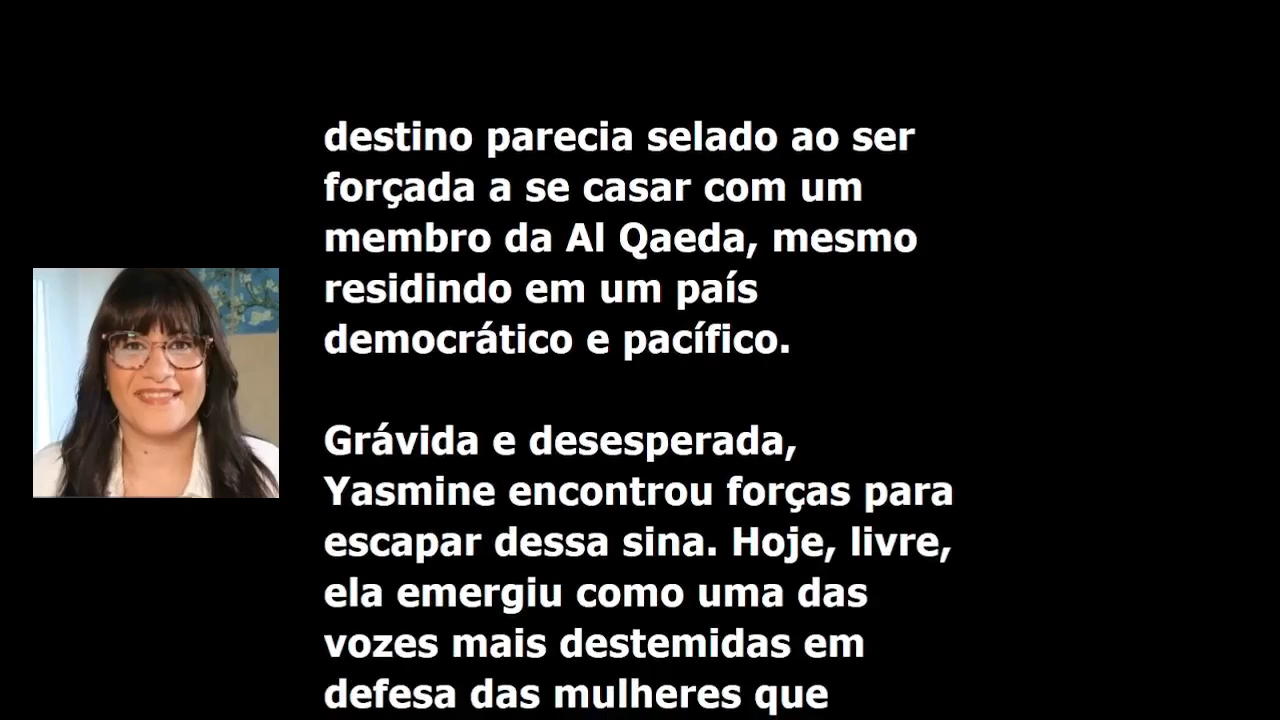 destino parecia selado ao ser
forçada a se casar com um
membro da Al Qaeda, mesmo
residindo em um país
democrático e pacífico.
Grávida e desesperada,
Yasmine encontrou forças para
escapar dessa sina. Hoje, livre,
ela emergiu como uma das
vozes mais destemidas em
defesa das mulheres que